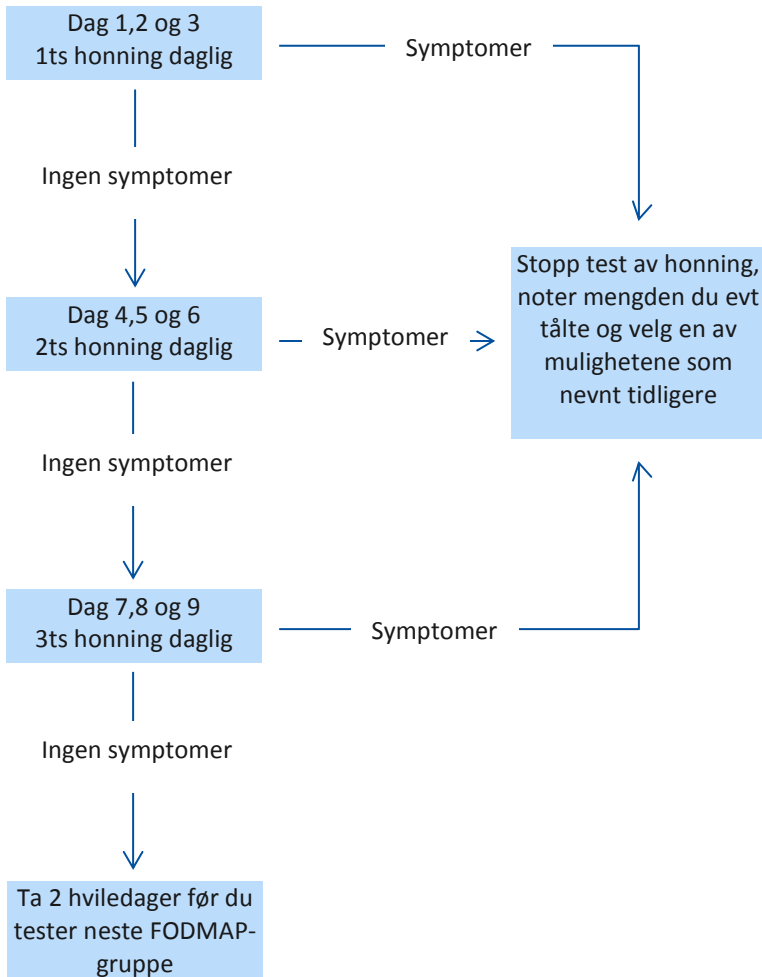 Dag 1,2 og 3
1ts honning daglig
Symptomer
Ingen symptomer
Dag 4,5 og 6
2ts honning daglig
Symptomer
Stopp test av honning,
noter mengden du evt
tålte og velg en av
mulighetene som
nevnt tidligere
Ingen symptomer
Dag 7,8 og 9
3ts honning daglig
Symptomer
Ingen symptomer
Ta 2 hviledager før du
tester neste FODMAP-
gruppe